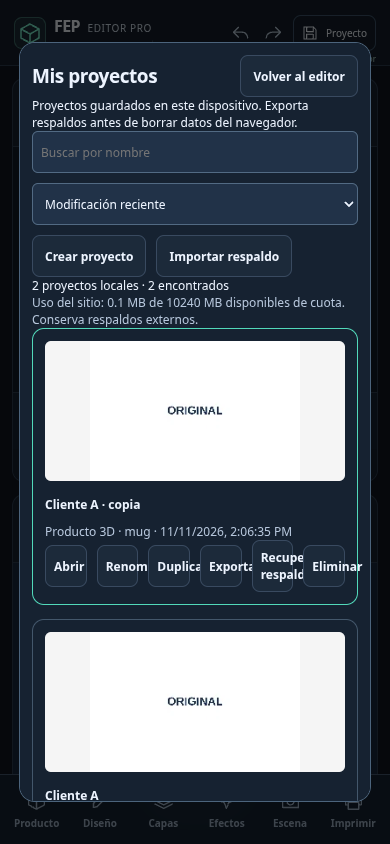 FEP EDITOR PRO
Proyecto
Mis proyectos
Volver al editor
Proyectos guardados en este dispositivo. Exporta
respaldos antes de borrar datos del navegador.
Buscar por nombre
Modificación reciente
Crear proyecto
Importar respaldo
2 proyectos locales · 2 encontrados
Uso del sitio: 0.1 MB de 10240 MB disponibles de cuota.
Conserva respaldos externos.
ORIGINAL
Cliente A · copia
Producto 3D · mug · 11/11/2026, 2:06:35 PM
Abrir
Renom
Duplica
Exporta
Recupe
respald
Eliminar
ORIGINAL
Cliente A
Producto
Diseño
Capas
Efectos
Escena
Imprimir